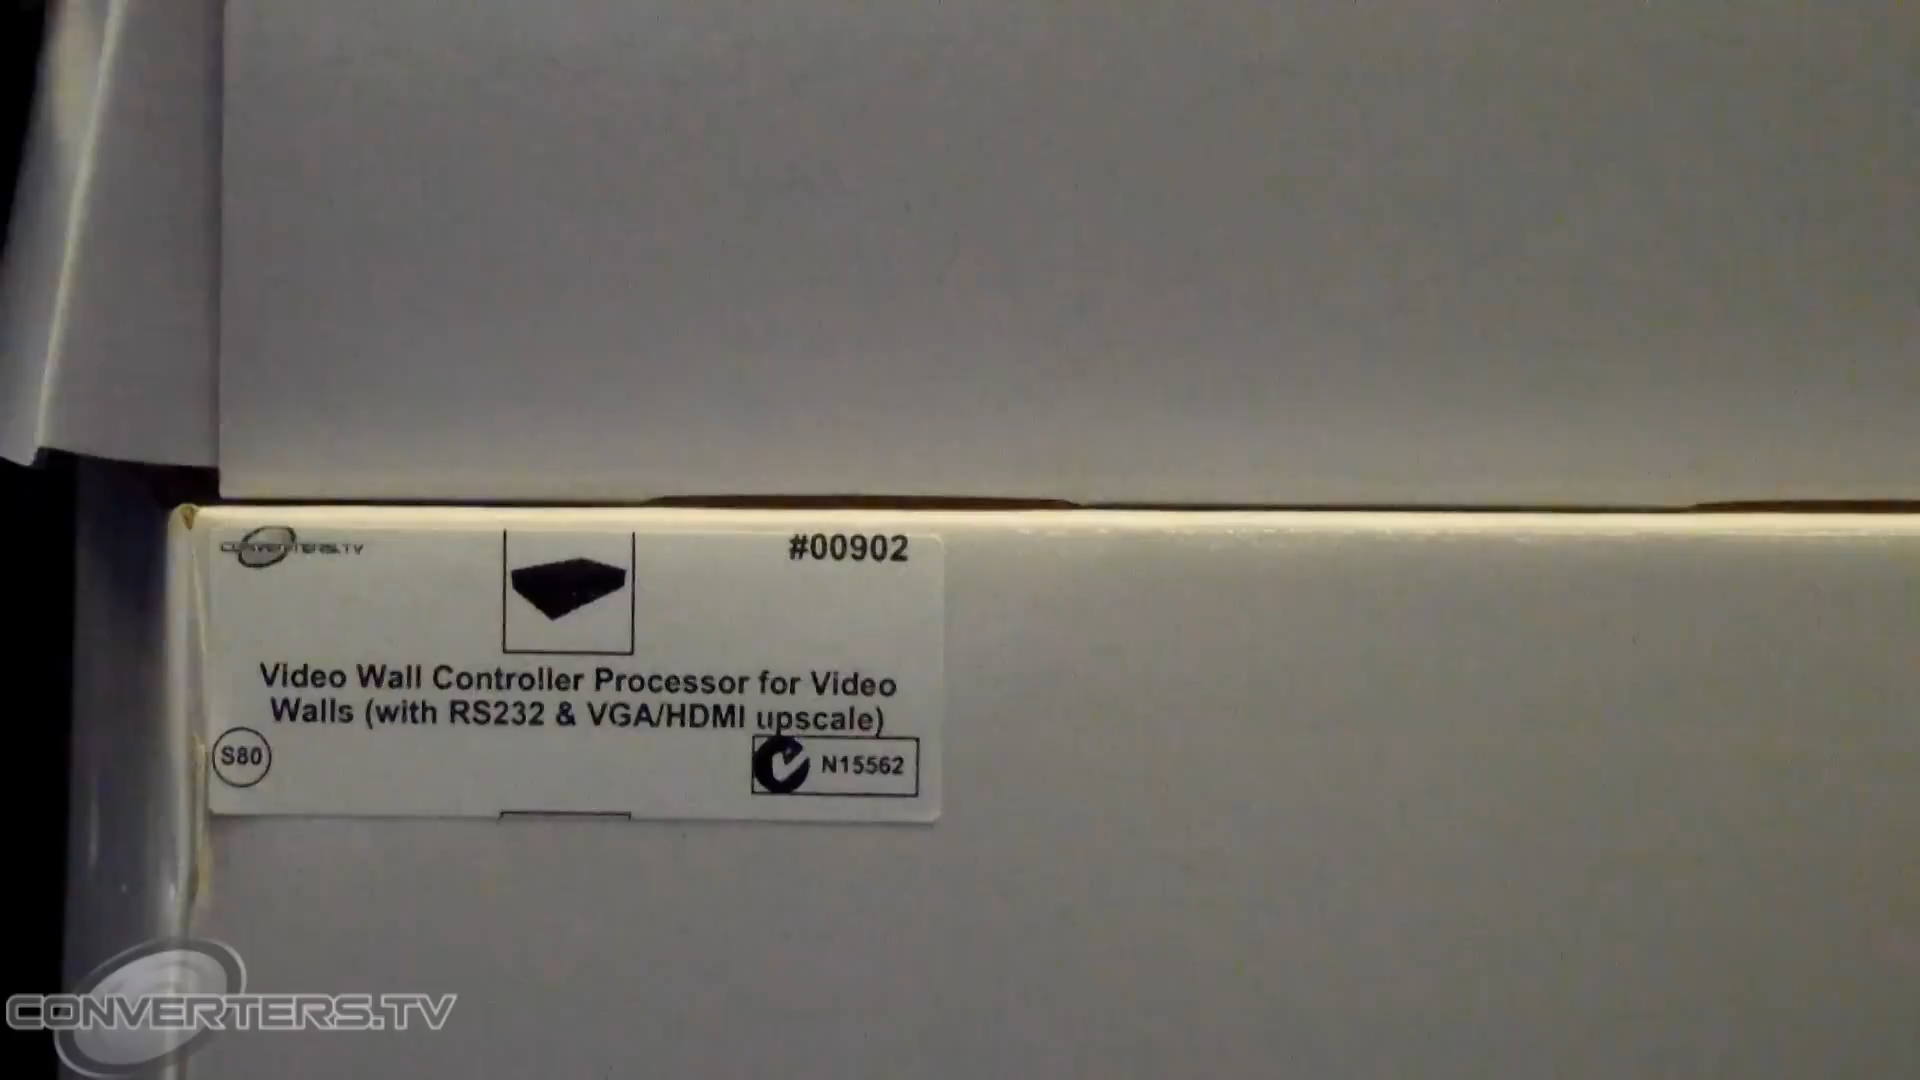 CONVERTERS.TV
#00902
Video Wall Controller Processor for Video
Walls (with RS232 & VGA/HDMI upscale)
S80
N15562
CONVERTERS.TV